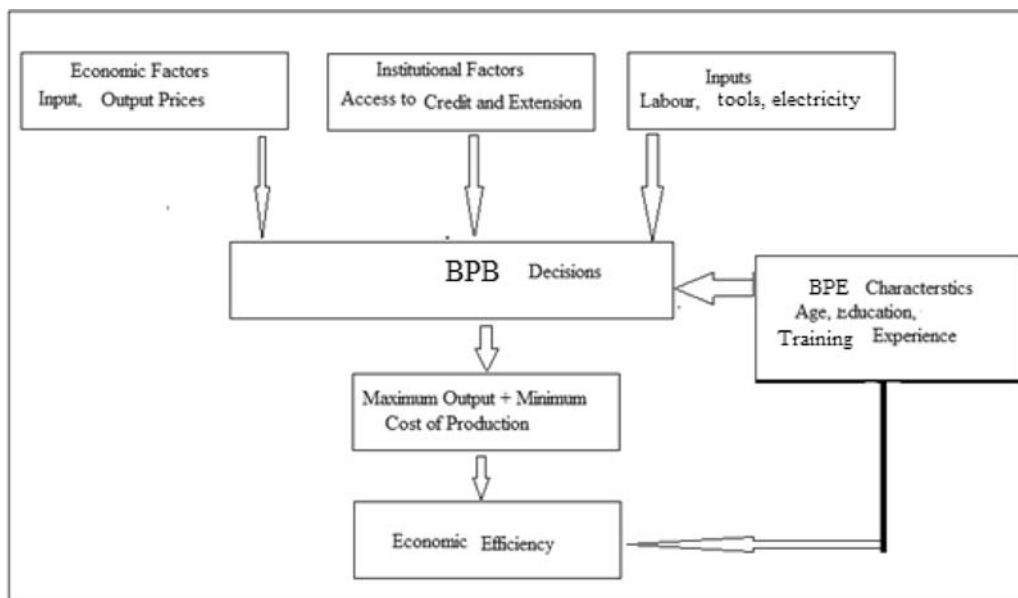 Economic Factors
Input, Output Prices
Institutional Factors
Access to Credit and Extension
Inputs
Labour, tools, electricity
BPB Decisions
BPE Characterstics
Age, Education,
Training Experience
Maximum Output + Minimum
Cost of Production
Economic Efficiency